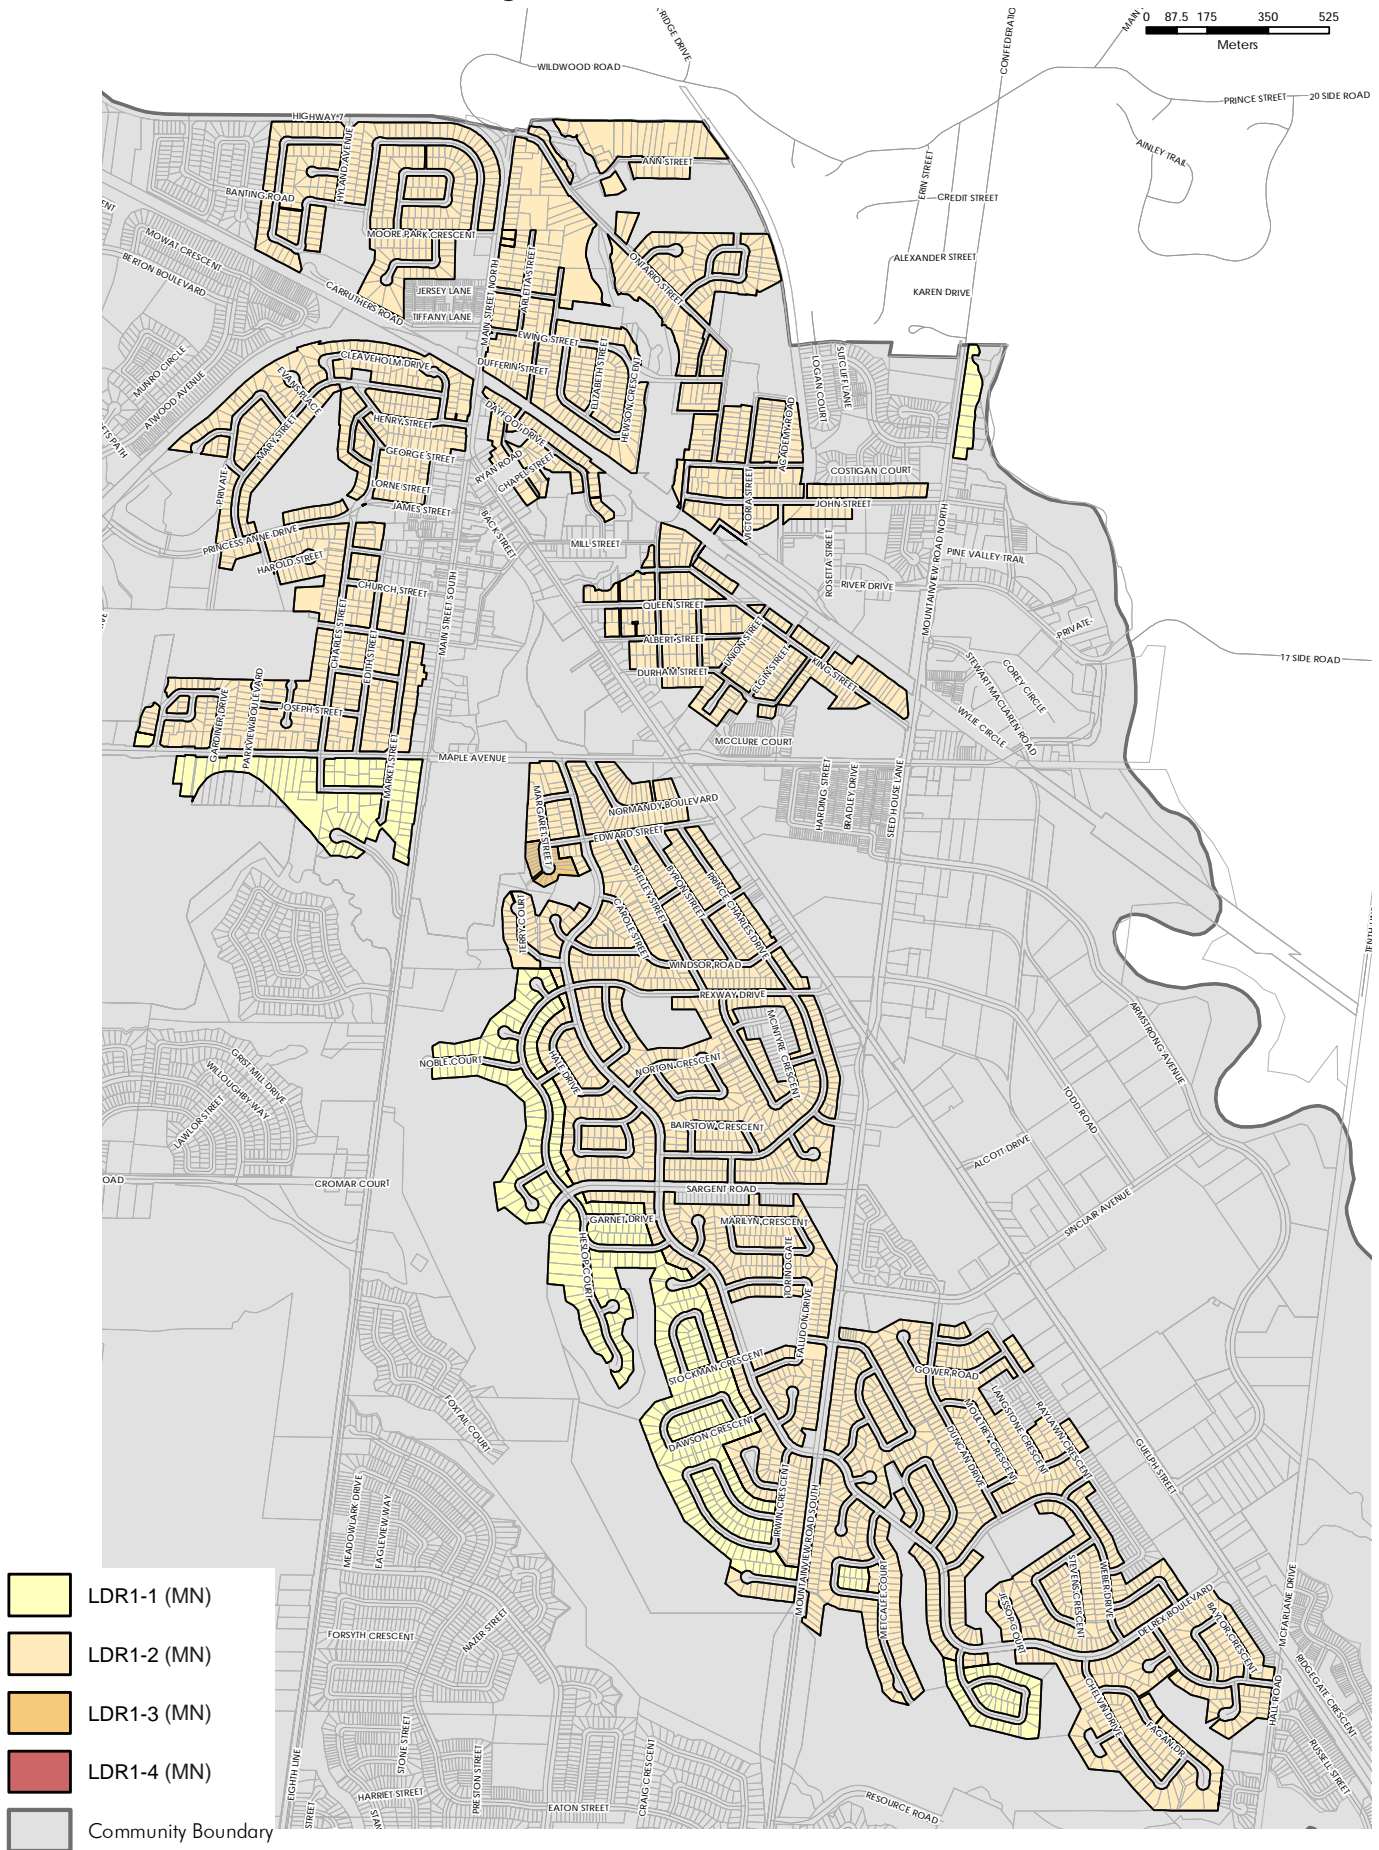 0 87.5 175 350 525
Meters
WILDWOOD ROAD
RIDGE DRIVE
CONFEDERATIO
MAIN
PRINCE STREET
20 SIDE ROAD
HIGHWAY 7
HYLAND AVENUE
BANTING ROAD
MOORE PARK CRESCENT
ANN STREET
AINLEY TRAIL
ERIN STREET
CREDIT STREET
ENT
MOWAT CRESCENT
BERTON BOULEVARD
ALEXANDER STREET
KAREN DRIVE
ONTARIO STREET
ARLETTA STREET
MAIN STREET NORTH
JERSEY LANE
TIFFANY LANE
CARRUTHERS ROAD
EWING STREET
DUFFERIN STREET
ELIZABETH STREET
HEWSON CRESCENT
MUNRO CIRCLE
ATWOOD AVENUE
ETS PATH
CLEAVEHOLM DRIVE
EVANS PLACE
MARY STREET
HENRY STREET
GEORGE STREET
LORNE STREET
JAMES STREET
PRIVATE
PRINCESS ANNE DRIVE
HAROLD STREET
DAYFOOT DRIVE
RYAN ROAD
CHAPEL STREET
BACK STREET
MILL STREET
LOGAN COURT
SUTCLIFF LANE
ACADEMY ROAD
COSTIGAN COURT
VICTORIA STREET
JOHN STREET
ROSETTA STREET
RIVER DRIVE
MOUNTAINVIEW ROAD NORTH
PINE VALLEY TRAIL
PRIVATE
17 SIDE ROAD
CHURCH STREET
CHARLES STREET
EDITH STREET
MAIN STREET SOUTH
QUEEN STREET
ALBERT STREET
DURHAM STREET
UNION STREET
ELGIN STREET
KING STREET
COREY CIRCLE
STEWART MACLAREN ROAD
WYLIE CIRCLE
GARDINER DRIVE
PARKVIEW BOULEVARD
JOSEPH STREET
MARKET STREET
MAPLE AVENUE
MCCLURE COURT
HARDING STREET
BRADLEY DRIVE
SEED HOUSE LANE
MARGARET STREET
NORMANDY BOULEVARD
EDWARD STREET
SHELLEY STREET
BYRON STREET
PRINCE CHARLES DRIVE
CAROLE STREET
TERRY COURT
WINDSOR ROAD
REXWAY DRIVE
MCINTYRE CRESCENT
NOBLE COURT
HALE DRIVE
NORTON CRESCENT
BAIRSTOW CRESCENT
ARMSTRONG AVENUE
TODD ROAD
ALCOTT DRIVE
SINCLAIR AVENUE
GRIST MILL DRIVE
WILLOUGHBY WAY
LAWLOR STREET
OAD
CROMAR COURT
SARGENT ROAD
GARNET DRIVE
MARILYN CRESCENT
HESLOP COURT
TORINO GATE
FALUDON DRIVE
STOCKMAN CRESCENT
DAWSON CRESCENT
GOWER ROAD
LANGSTONE CRESCENT
RAYLAWN CRESCENT
MOULTREY CRESCENT
DUNCAN DRIVE
GUELPH STREET
FOXTAIL COURT
MEADOWLARK DRIVE
EAGLEVIEW WAY
IRWIN CRESCENT
MOUNTAINVIEW ROAD SOUTH
METCALFE COURT
STEVENS CRESCENT
WEBER DRIVE
JESSOP COURT
DELREX BOULEVARD
BAYLOR CRESCENT
MCFARLANE DRIVE
RIDGEGATE CRESCENT
HALL ROAD
CHELVIN DRIVE
FAGAN DR
RUSSELL STREET
FORSYTH CRESCENT
NAZER STREET
STONE STREET
HARRIET STREET
PRESTON STREET
EIGHTH LINE
STREET
EATON STREET
CRAIG CRESCENT
RESOURCE ROAD
LDR1-1 (MN)
LDR1-2 (MN)
LDR1-3 (MN)
LDR1-4 (MN)
Community Boundary